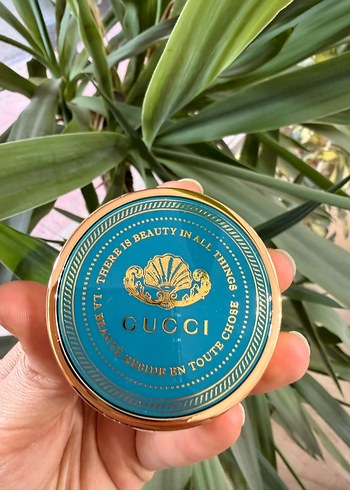 THERE IS BEAUTY IN ALL THINGS
GUCCI
LA BEAUTÉ RÉSIDE EN TOUTE CHOSE